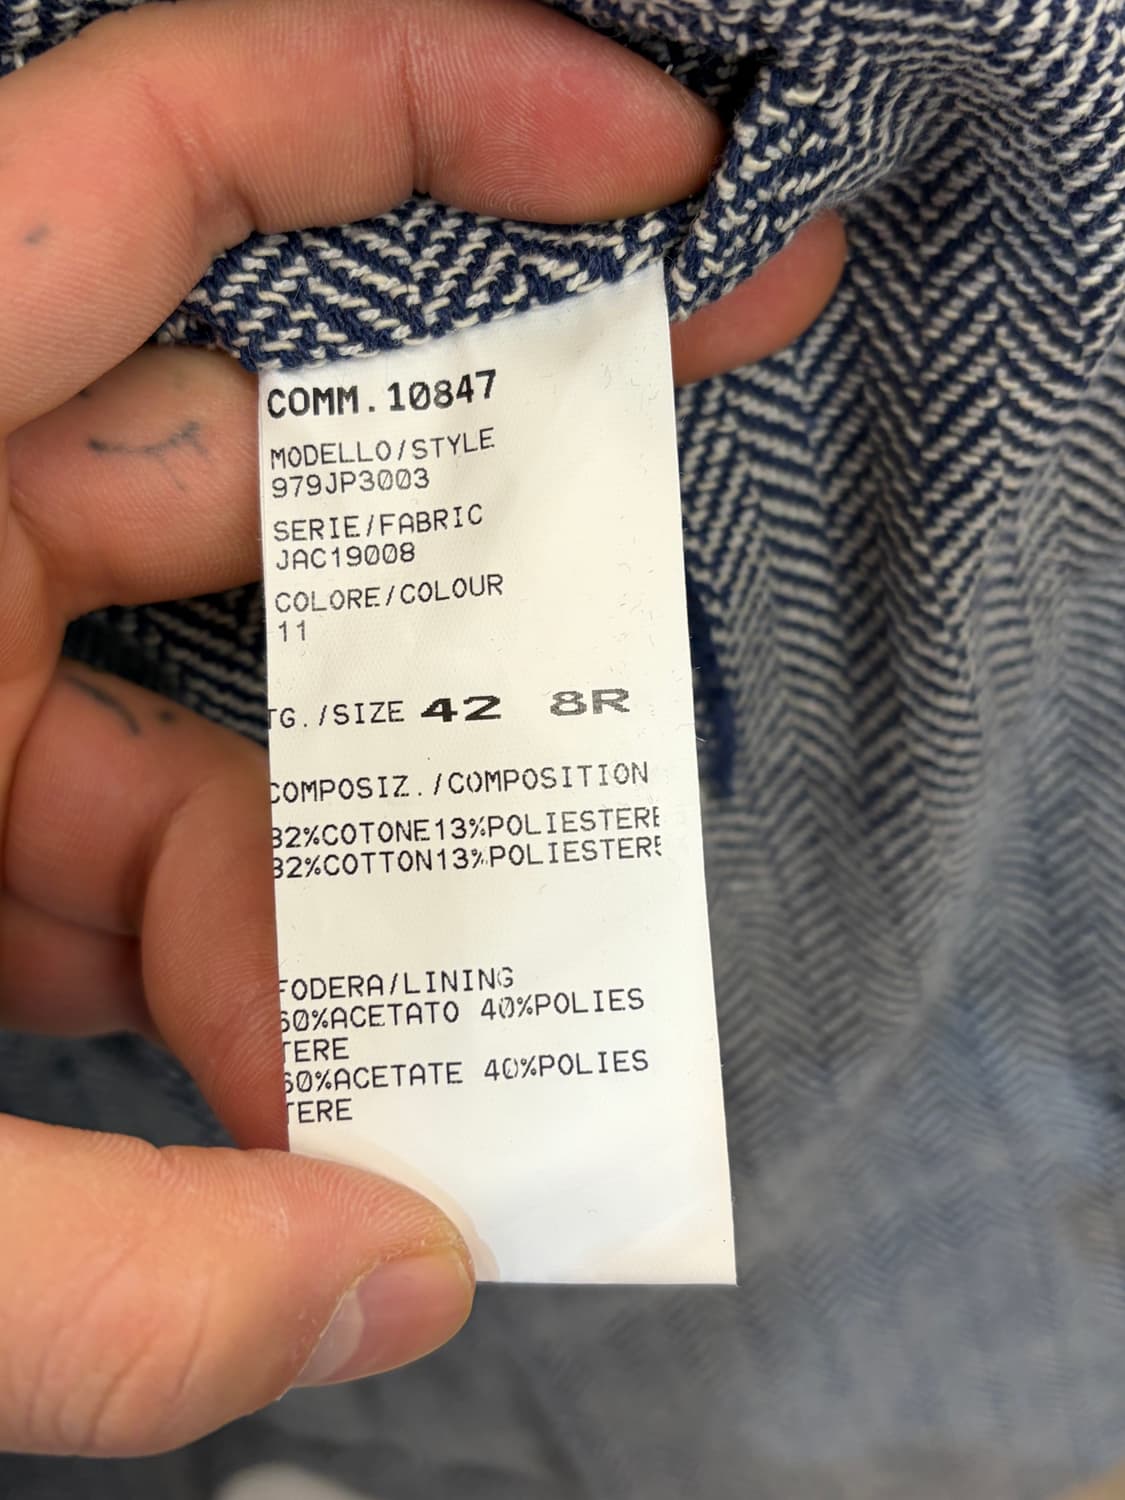 COMM.10847
MODELLO/STYLE
979JP3003
SERIE/FABRIC
JAC19008
COLORE/COLOUR
11
TG./SIZE 42 8R
COMPOSIZ./COMPOSITION
82%COTONE13%POLIESTERE
82%COTTON13%POLIESTERE
FODERA/LINING
60%ACETATO 40%POLIES
TERE
60%ACETATE 40%POLIES
TERE